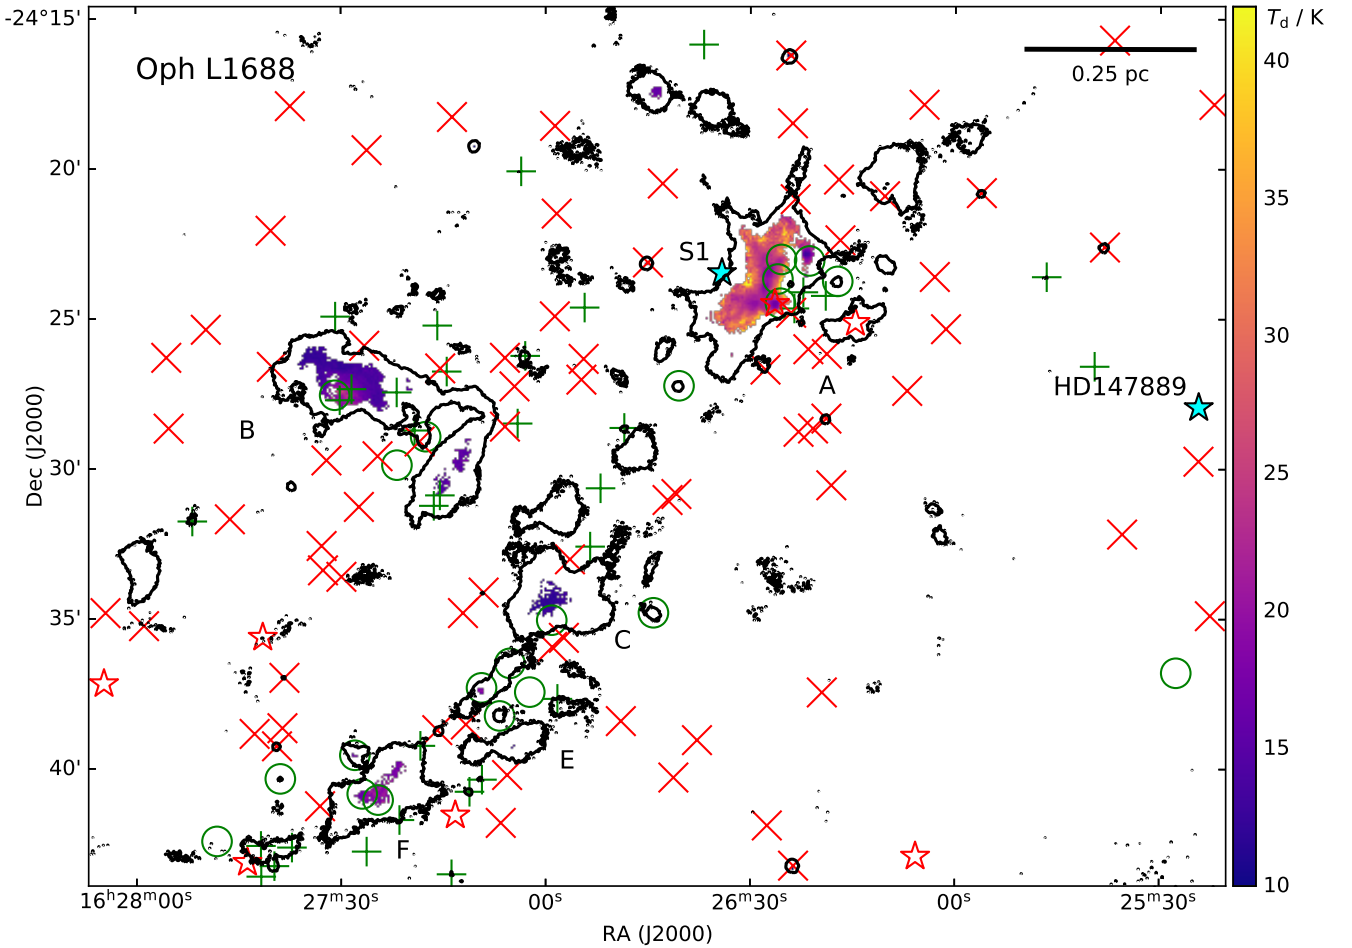 -24°15'
Oph L1688
0.25 pc
T_d / K
40
20'
35
S1
25'
30
A
HD147889
B
Dec (J2000)
30'
25
20
35'
C
15
E
40'
F
10
16ʰ28ᵐ00ˢ
27ᵐ30ˢ
00ˢ
26ᵐ30ˢ
00ˢ
25ᵐ30ˢ
RA (J2000)